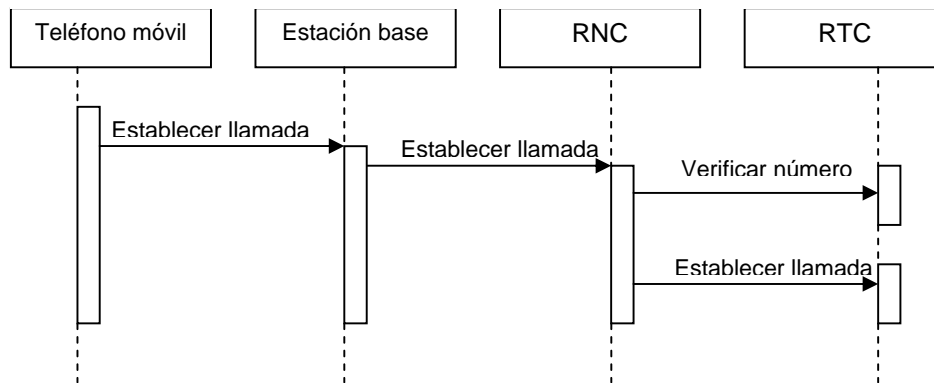 Teléfono móvil
Estación base
RNC
RTC
Establecer llamada
Establecer llamada
Verificar número
Establecer llamada